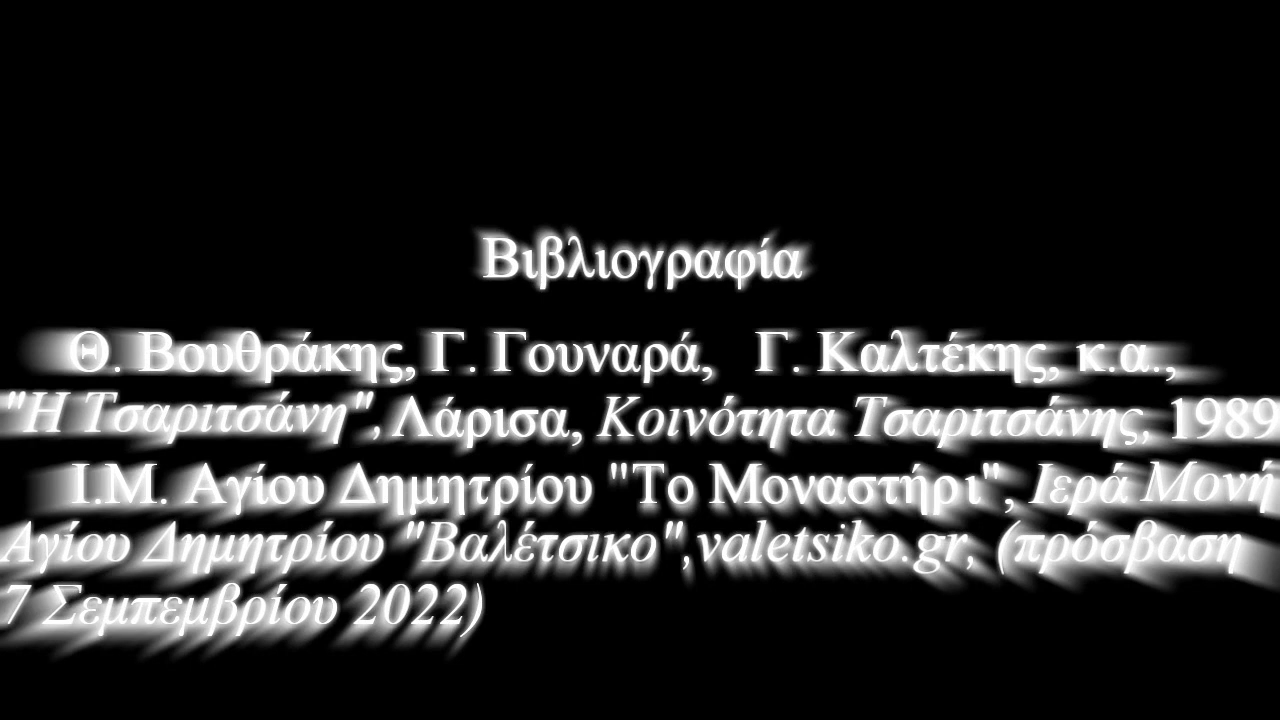 Βιβλιογραφία
Θ. Βουθράκης, Γ. Γουναρά, Γ. Καλτέκης, κ.α.,
"Η Τσαριτσάνη", Λάρισα, Κοινότητα Τσαριτσάνης, 1989
Ι.Μ. Αγίου Δημητρίου "Το Μοναστήρι", Ιερά Μονή
Αγίου Δημητρίου "Βαλέτσικο",valetsiko.gr, (πρόσβαση
7 Σεμπεμβρίου 2022)